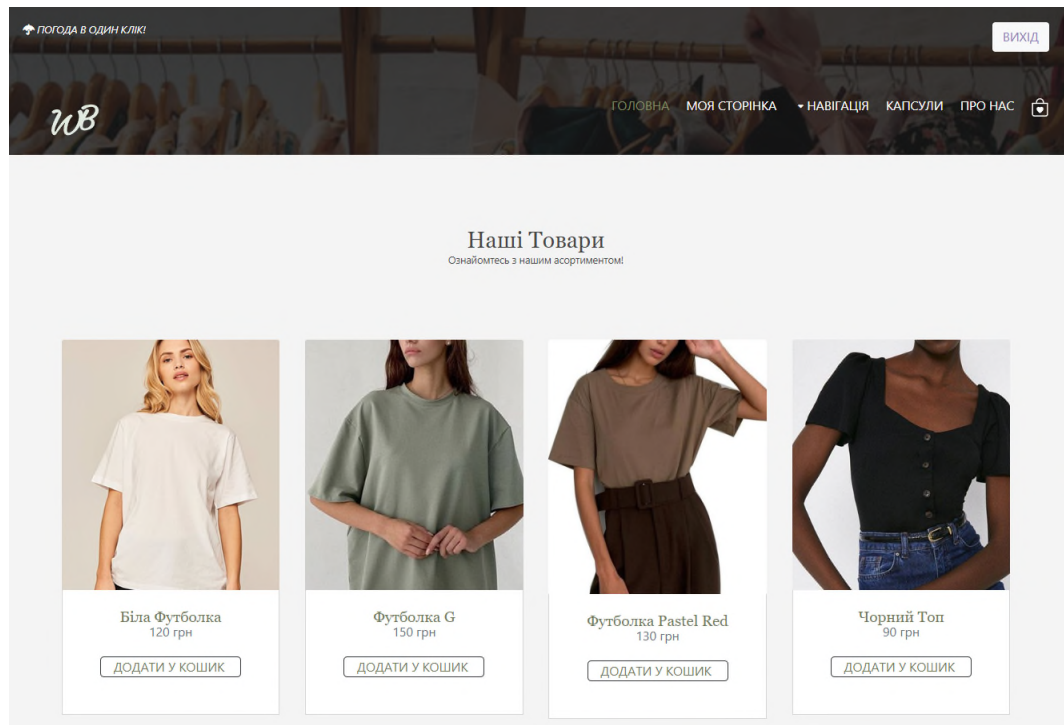 ПОГОДА В ОДИН КЛІК!
ВИХІД
WB
ГОЛОВНА МОЯ СТОРІНКА НАВІГАЦІЯ КАПСУЛИ ПРО НАС
Наші Товари
Ознайомтесь з нашим асортиментом!
Біла Футболка
120 грн
ДОДАТИ У КОШИК
Футболка G
150 грн
ДОДАТИ У КОШИК
Футболка Pastel Red
130 грн
ДОДАТИ У КОШИК
Чорний Топ
90 грн
ДОДАТИ У КОШИК